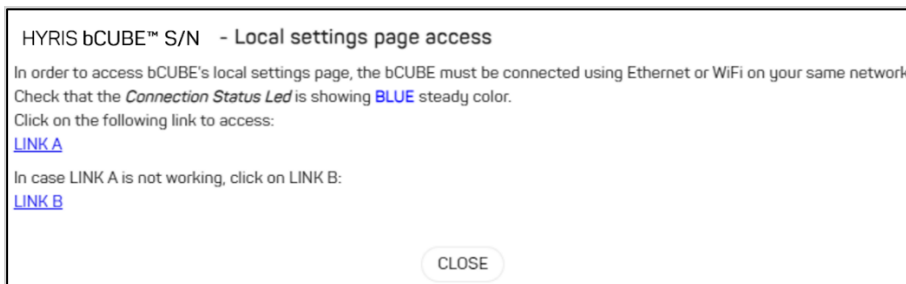 HYRIS bCUBE™ S/N - Local settings page access
In order to access bCUBE's local settings page, the bCUBE must be connected using Ethernet or WiFi on your same network
Check that the Connection Status Led is showing BLUE steady color.
Click on the following link to access:
LINK A
In case LINK A is not working, click on LINK B:
LINK B
CLOSE